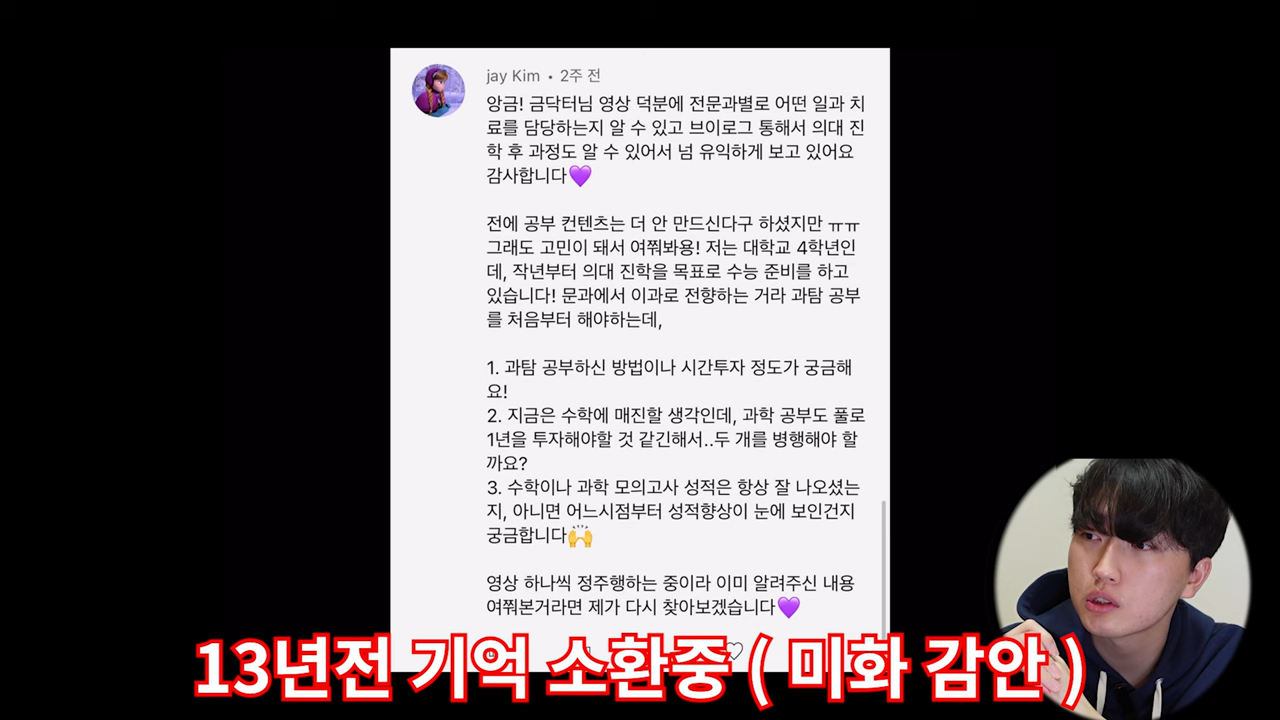 jay Kim • 2주 전
앙금! 금닥터님 영상 덕분에 전문과별로 어떤 일과 치
료를 담당하는지 알 수 있고 브이로그 통해서 의대 진
학 후 과정도 알 수 있어서 넘 유익하게 보고 있어요
감사합니다💜
전에 공부 컨텐츠는 더 안 만드신다구 하셨지만 ㅠㅠ
그래도 고민이 돼서 여쭤봐용! 저는 대학교 4학년인
데, 작년부터 의대 진학을 목표로 수능 준비를 하고
있습니다! 문과에서 이과로 전향하는 거라 과탐 공부
를 처음부터 해야하는데,
1. 과탐 공부하신 방법이나 시간투자 정도가 궁금해
요!
2. 지금은 수학에 매진할 생각인데, 과학 공부도 풀로
1년을 투자해야할 것 같긴해서..두 개를 병행해야 할
까요?
3. 수학이나 과학 모의고사 성적은 항상 잘 나오셨는
지, 아니면 어느시점부터 성적향상이 눈에 보인건지
궁금합니다🙌
영상 하나씩 정주행하는 중이라 이미 알려주신 내용
여쭤본거라면 제가 다시 찾아보겠습니다💜
13년전 기억 소환중 ( 미화 감안 )